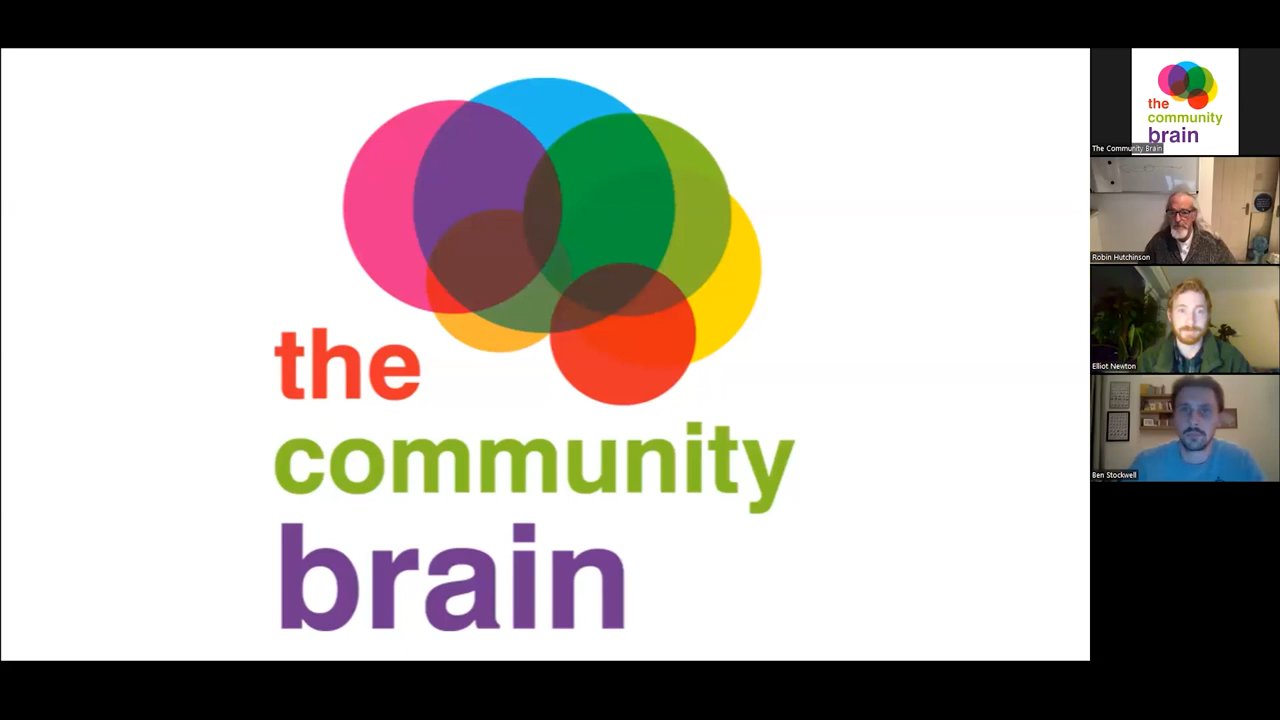 the
community
brain
the
community
brain
The Community Brain
Robin Hutchinson
Elliot Newton
Ben Stockwell